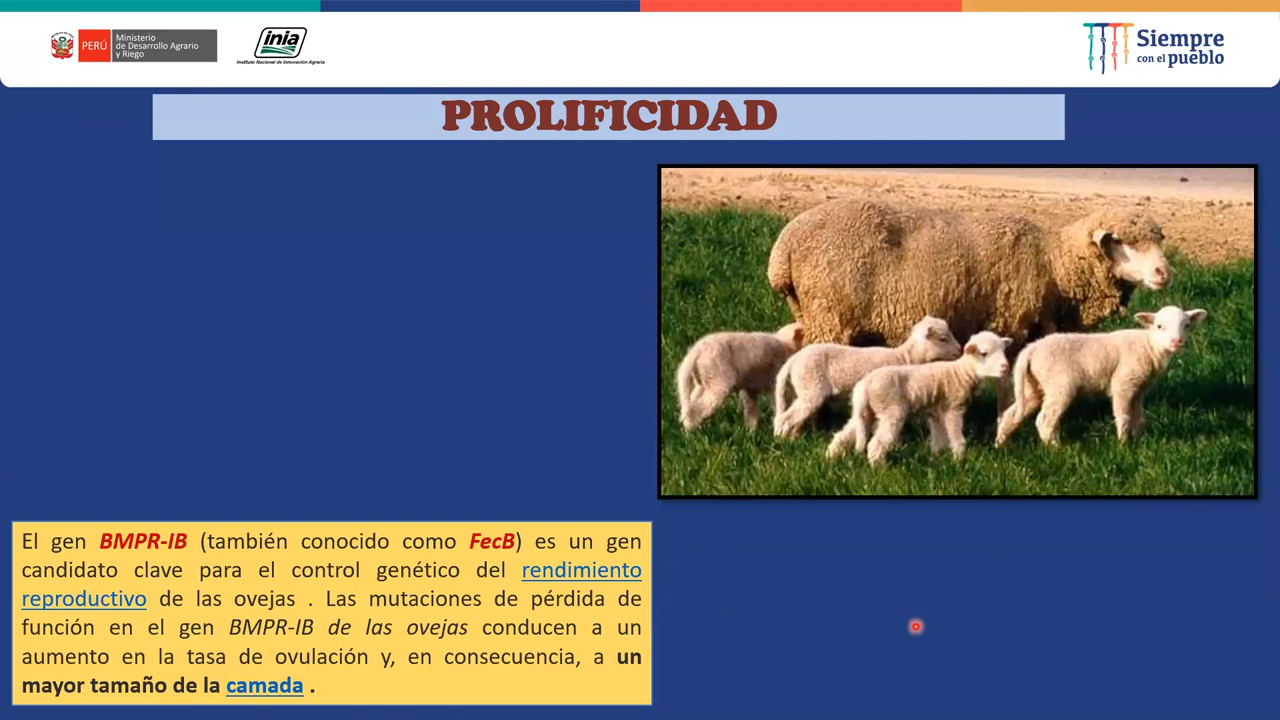 PERÚ
Ministerio
de Desarrollo Agrario
y Riego
inia
Instituto Nacional de Innovación Agraria
Siempre
con el pueblo
PROLIFICIDAD
El gen BMPR-IB (también conocido como FecB) es un gen
candidato clave para el control genético del rendimiento
reproductivo de las ovejas . Las mutaciones de pérdida de
función en el gen BMPR-IB de las ovejas conducen a un
aumento en la tasa de ovulación y, en consecuencia, a un
mayor tamaño de la camada .